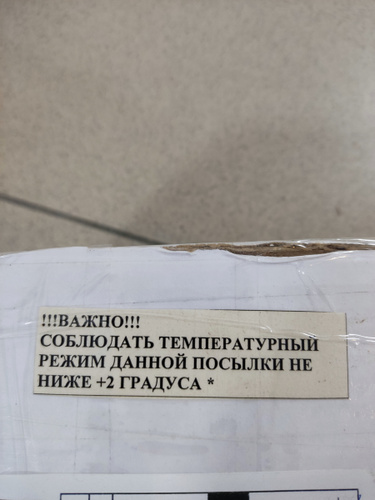 !!!ВАЖНО!!!
СОБЛЮДАТЬ ТЕМПЕРАТУРНЫЙ
РЕЖИМ ДАННОЙ ПОСЫЛКИ НЕ
НИЖЕ +2 ГРАДУСА *